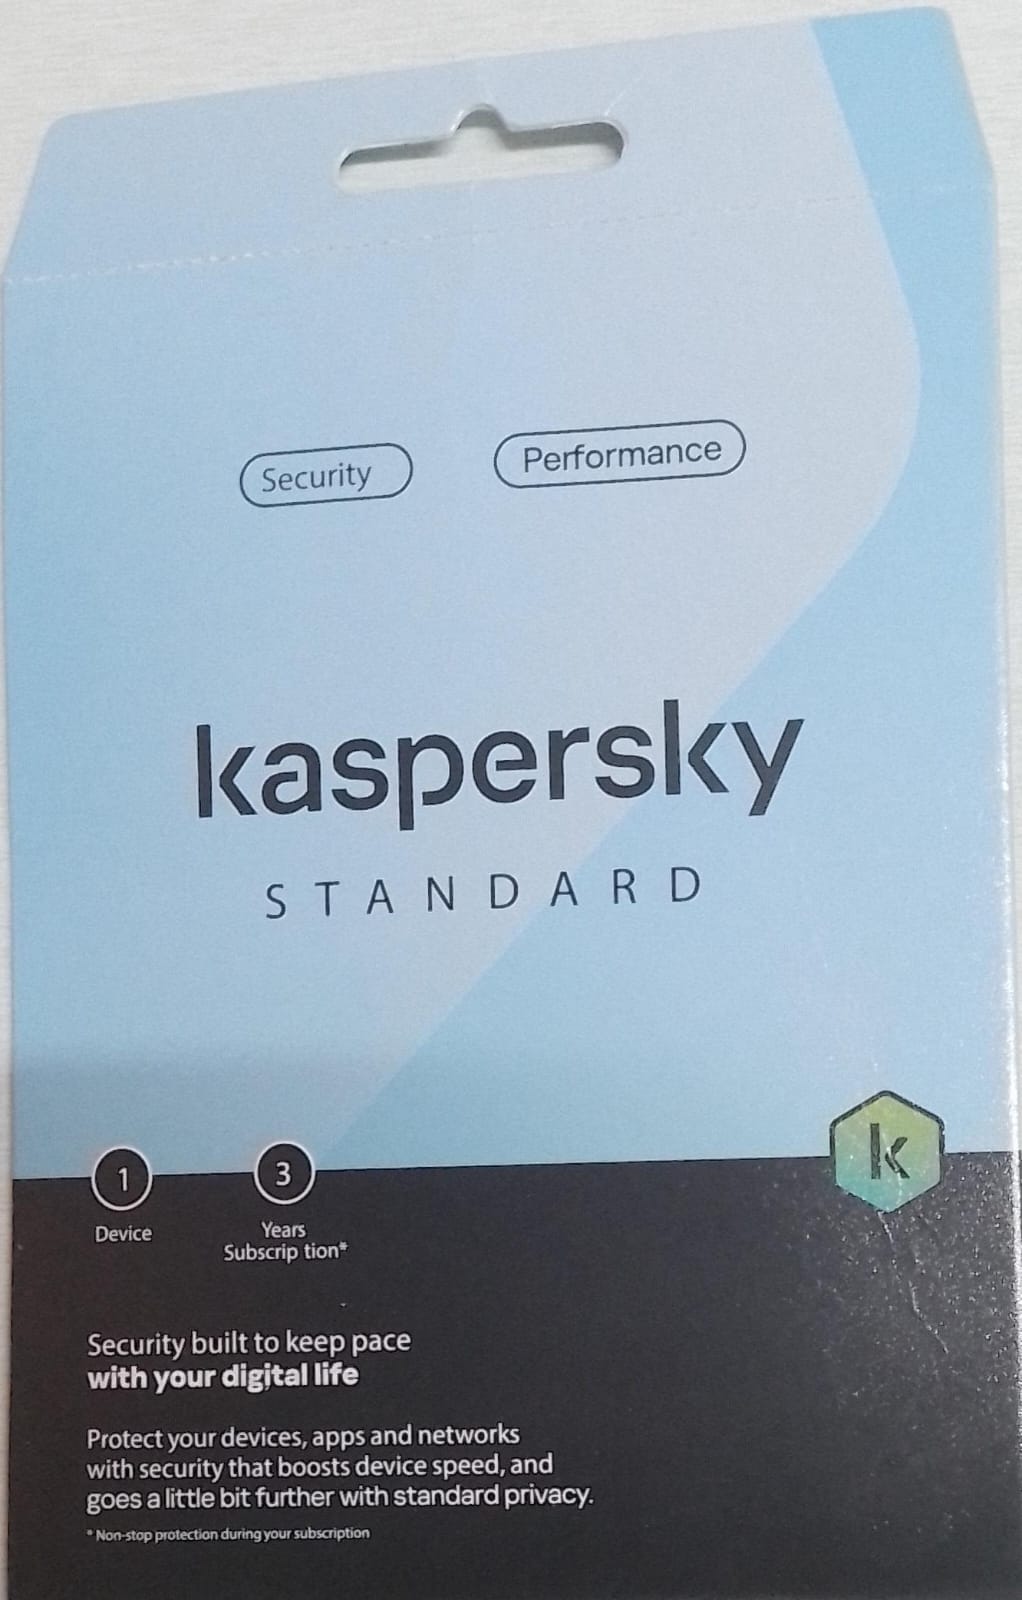 Security
Performance
kaspersky
STANDARD
1
Device
3
Years
Subscrip tion*
k
Security built to keep pace
with your digital life
Protect your devices, apps and networks
with security that boosts device speed, and
goes a little bit further with standard privacy.
* Non-stop protection during your subscription